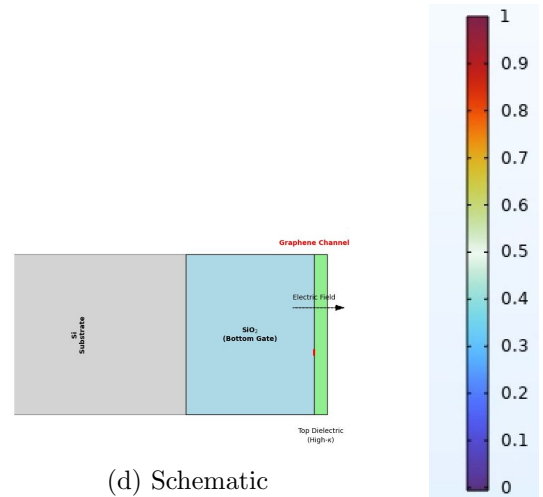 Graphene Channel
Electric Field
Si
Substrate
SiO₂
(Bottom Gate)
Top Dielectric
(High-κ)
(d) Schematic
1
0.9
0.8
0.7
0.6
0.5
0.4
0.3
0.2
0.1
0